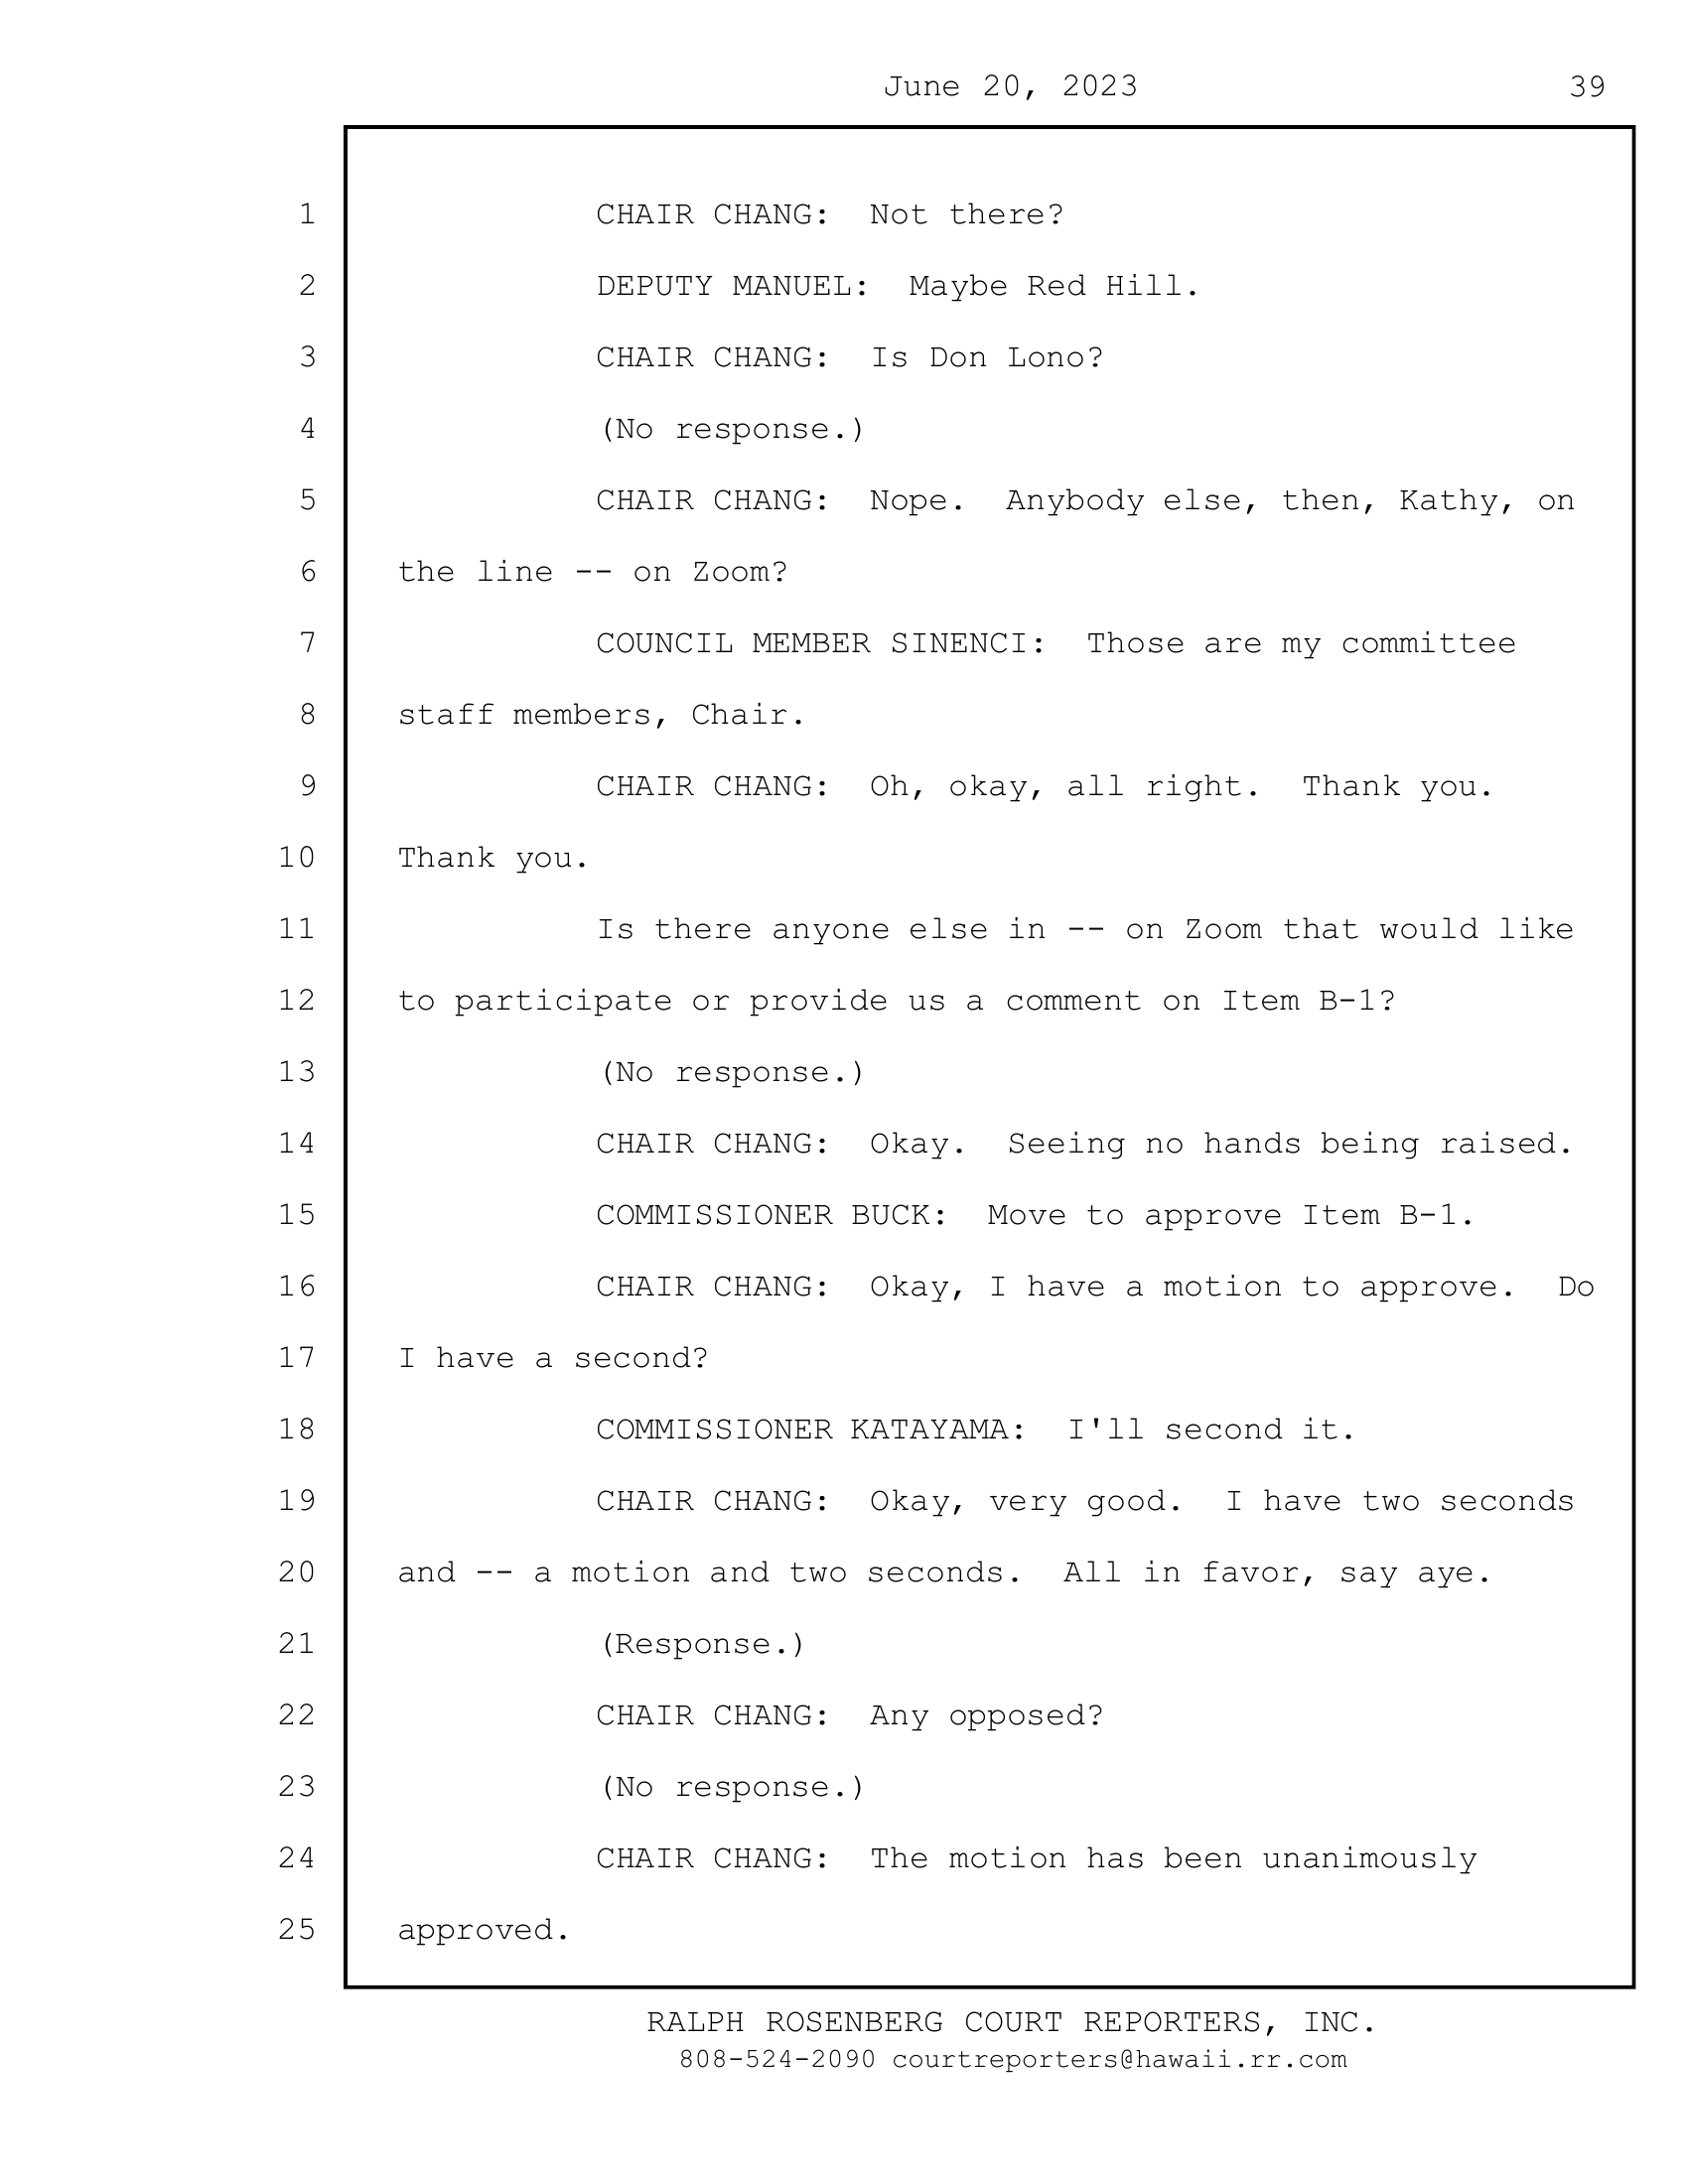 June 20, 2023 39
1 CHAIR CHANG: Not there?
2 DEPUTY MANUEL: Maybe Red Hill.
3 CHAIR CHANG: Is Don Lono?
4 (No response.)
5 CHAIR CHANG: Nope. Anybody else, then, Kathy, on
6 the line -- on Zoom?
7 COUNCIL MEMBER SINENCI: Those are my committee
8 staff members, Chair.
9 CHAIR CHANG: Oh, okay, all right. Thank you.
10 Thank you.
11 Is there anyone else in -- on Zoom that would like
12 to participate or provide us a comment on Item B-1?
13 (No response.)
14 CHAIR CHANG: Okay. Seeing no hands being raised.
15 COMMISSIONER BUCK: Move to approve Item B-1.
16 CHAIR CHANG: Okay, I have a motion to approve. Do
17 I have a second?
18 COMMISSIONER KATAYAMA: I'll second it.
19 CHAIR CHANG: Okay, very good. I have two seconds
20 and -- a motion and two seconds. All in favor, say aye.
21 (Response.)
22 CHAIR CHANG: Any opposed?
23 (No response.)
24 CHAIR CHANG: The motion has been unanimously
25 approved.
RALPH ROSENBERG COURT REPORTERS, INC.
808-524-2090 courtreporters@hawaii.rr.com